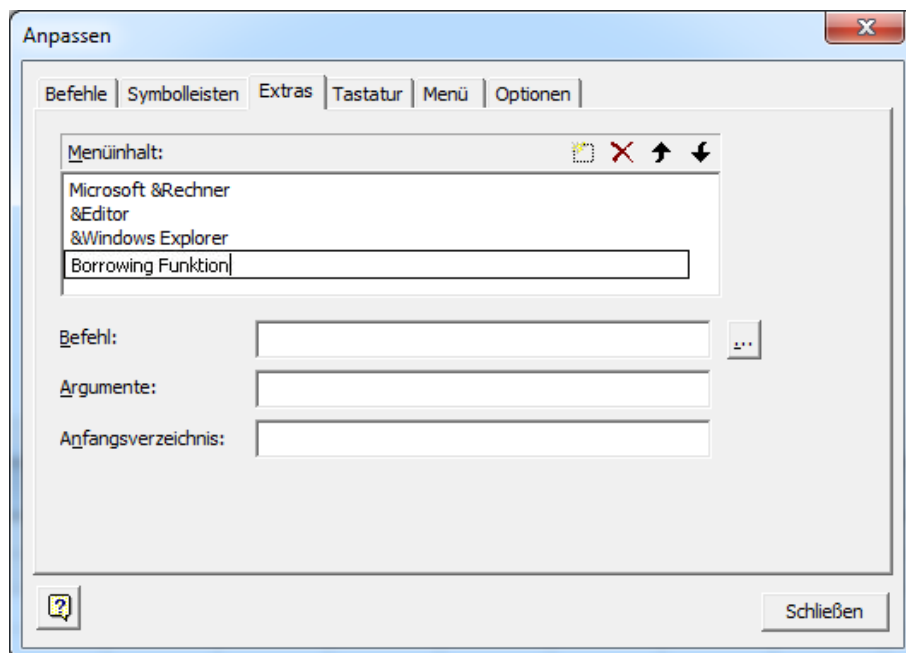 Anpassen
Befehle Symbolleisten Extras Tastatur Menü Optionen
Menüinhalt:
Microsoft &Rechner
&Editor
&Windows Explorer
Borrowing Funktion
Befehl:
...
Argumente:
Anfangsverzeichnis:
Schließen